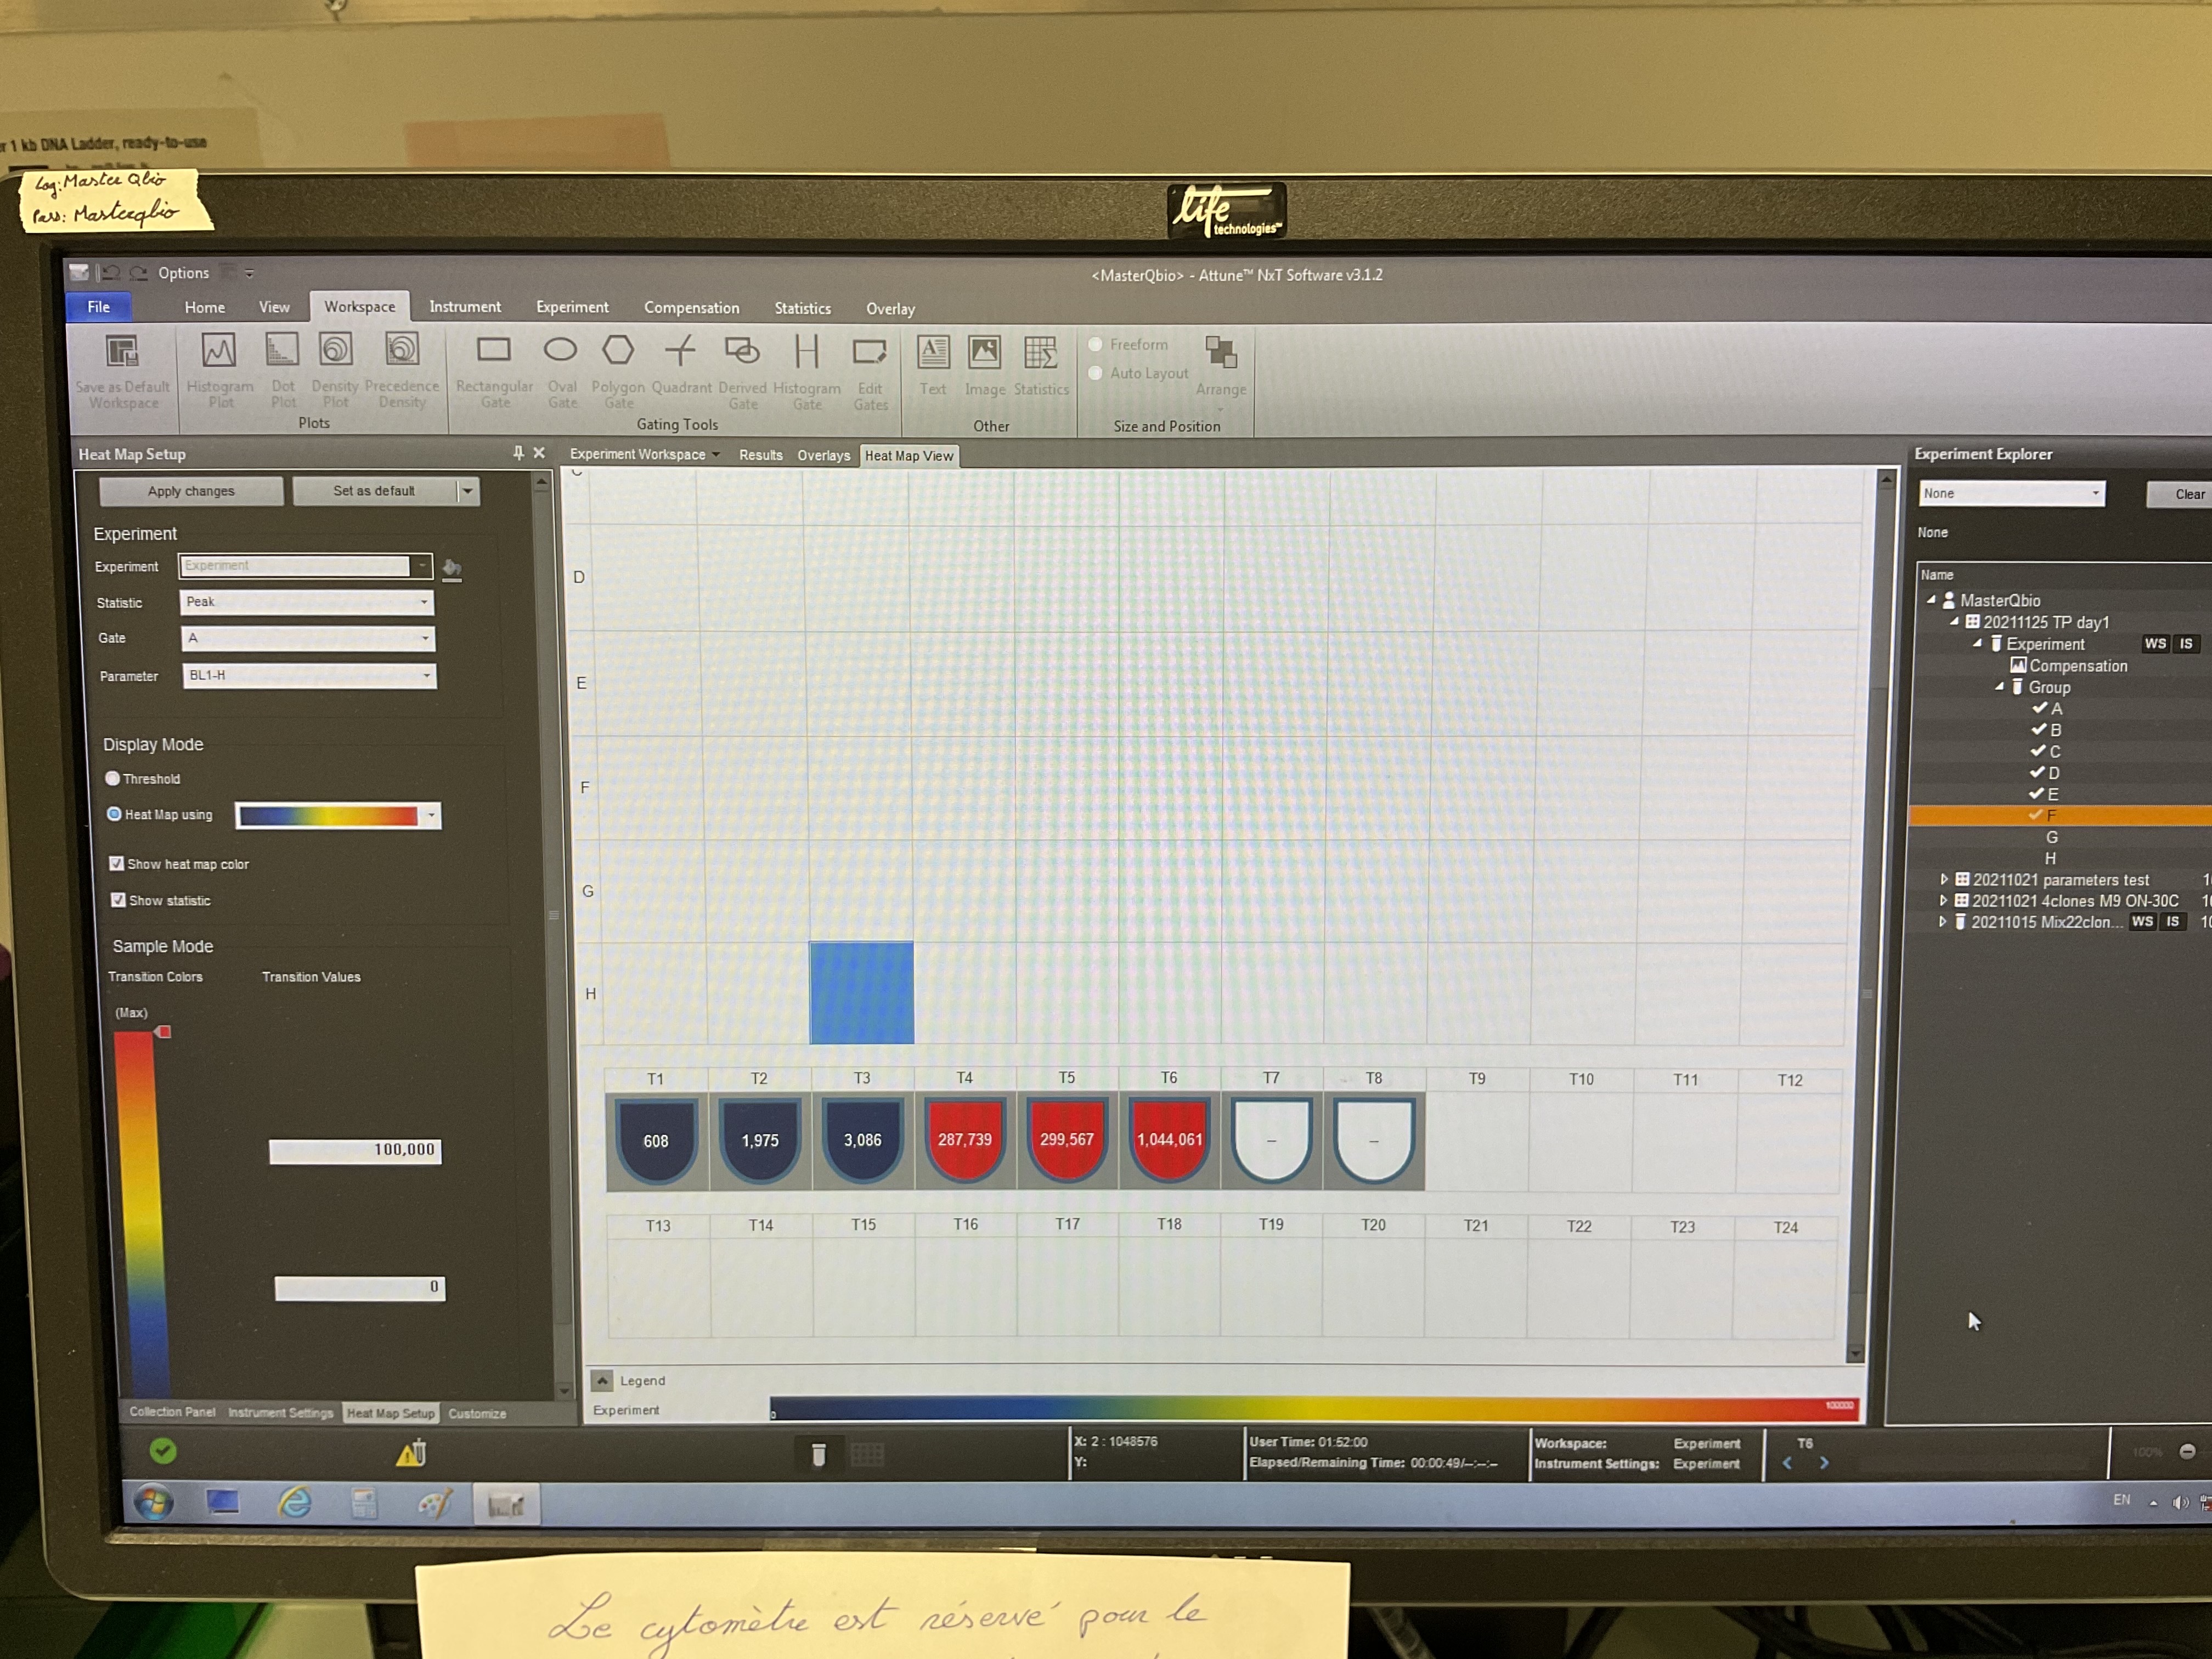 1 kb DNA Ladder, ready-to-use
Log: Master Qbio
Pass: Masterqbio
life
technologies™
Options
<MasterQbio> - Attune™ NxT Software v3.1.2
File Home View Workspace Instrument Experiment Compensation Statistics Overlay
Save as Default Workspace
Histogram Plot
Dot Plot
Density Plot
Precedence Density
Plots
Rectangular Gate
Oval Gate
Polygon Gate
Quadrant
Derived Gate
Histogram Gate
Edit Gates
Gating Tools
Text
Image
Statistics
Other
Freeform
Auto Layout
Arrange
Size and Position
Heat Map Setup
Apply changes
Set as default
Experiment
Experiment Experiment
Statistic Peak
Gate A
Parameter BL1-H
Display Mode
Threshold
Heat Map using
Show heat map color
Show statistic
Sample Mode
Transition Colors Transition Values
(Max)
100,000
0
Collection Panel Instrument Settings Heat Map Setup Customize
Experiment Workspace Results Overlays Heat Map View
D
E
F
G
H
T1 T2 T3 T4 T5 T6 T7 T8 T9 T10 T11 T12
608 1,975 3,086 287,739 299,567 1,044,061 – –
T13 T14 T15 T16 T17 T18 T19 T20 T21 T22 T23 T24
Legend
Experiment 0 100000
Experiment Explorer
None Clear
None
Name
MasterQbio
20211125 TP day1
Experiment WS IS
Compensation
Group
A
B
C
D
E
F
G
H
20211021 parameters test
20211021 4clones M9 ON-30C
20211015 Mix22clon... WS IS
X: 2 : 1048576
Y:
User Time: 01:52:00
Elapsed/Remaining Time: 00:00:49/--:--:--
Workspace: Experiment
Instrument Settings: Experiment
T6
100%
EN
Le cytomètre est réservé pour le